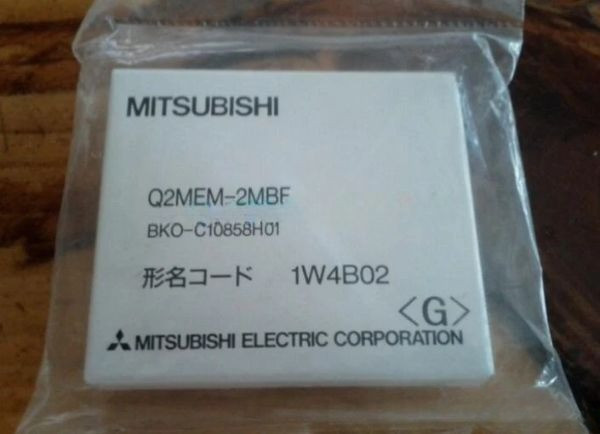 MITSUBISHI
Q2MEM-2MBF
BKO-C10858H01
形名コード 1W4B02
<G>
MITSUBISHI ELECTRIC CORPORATION